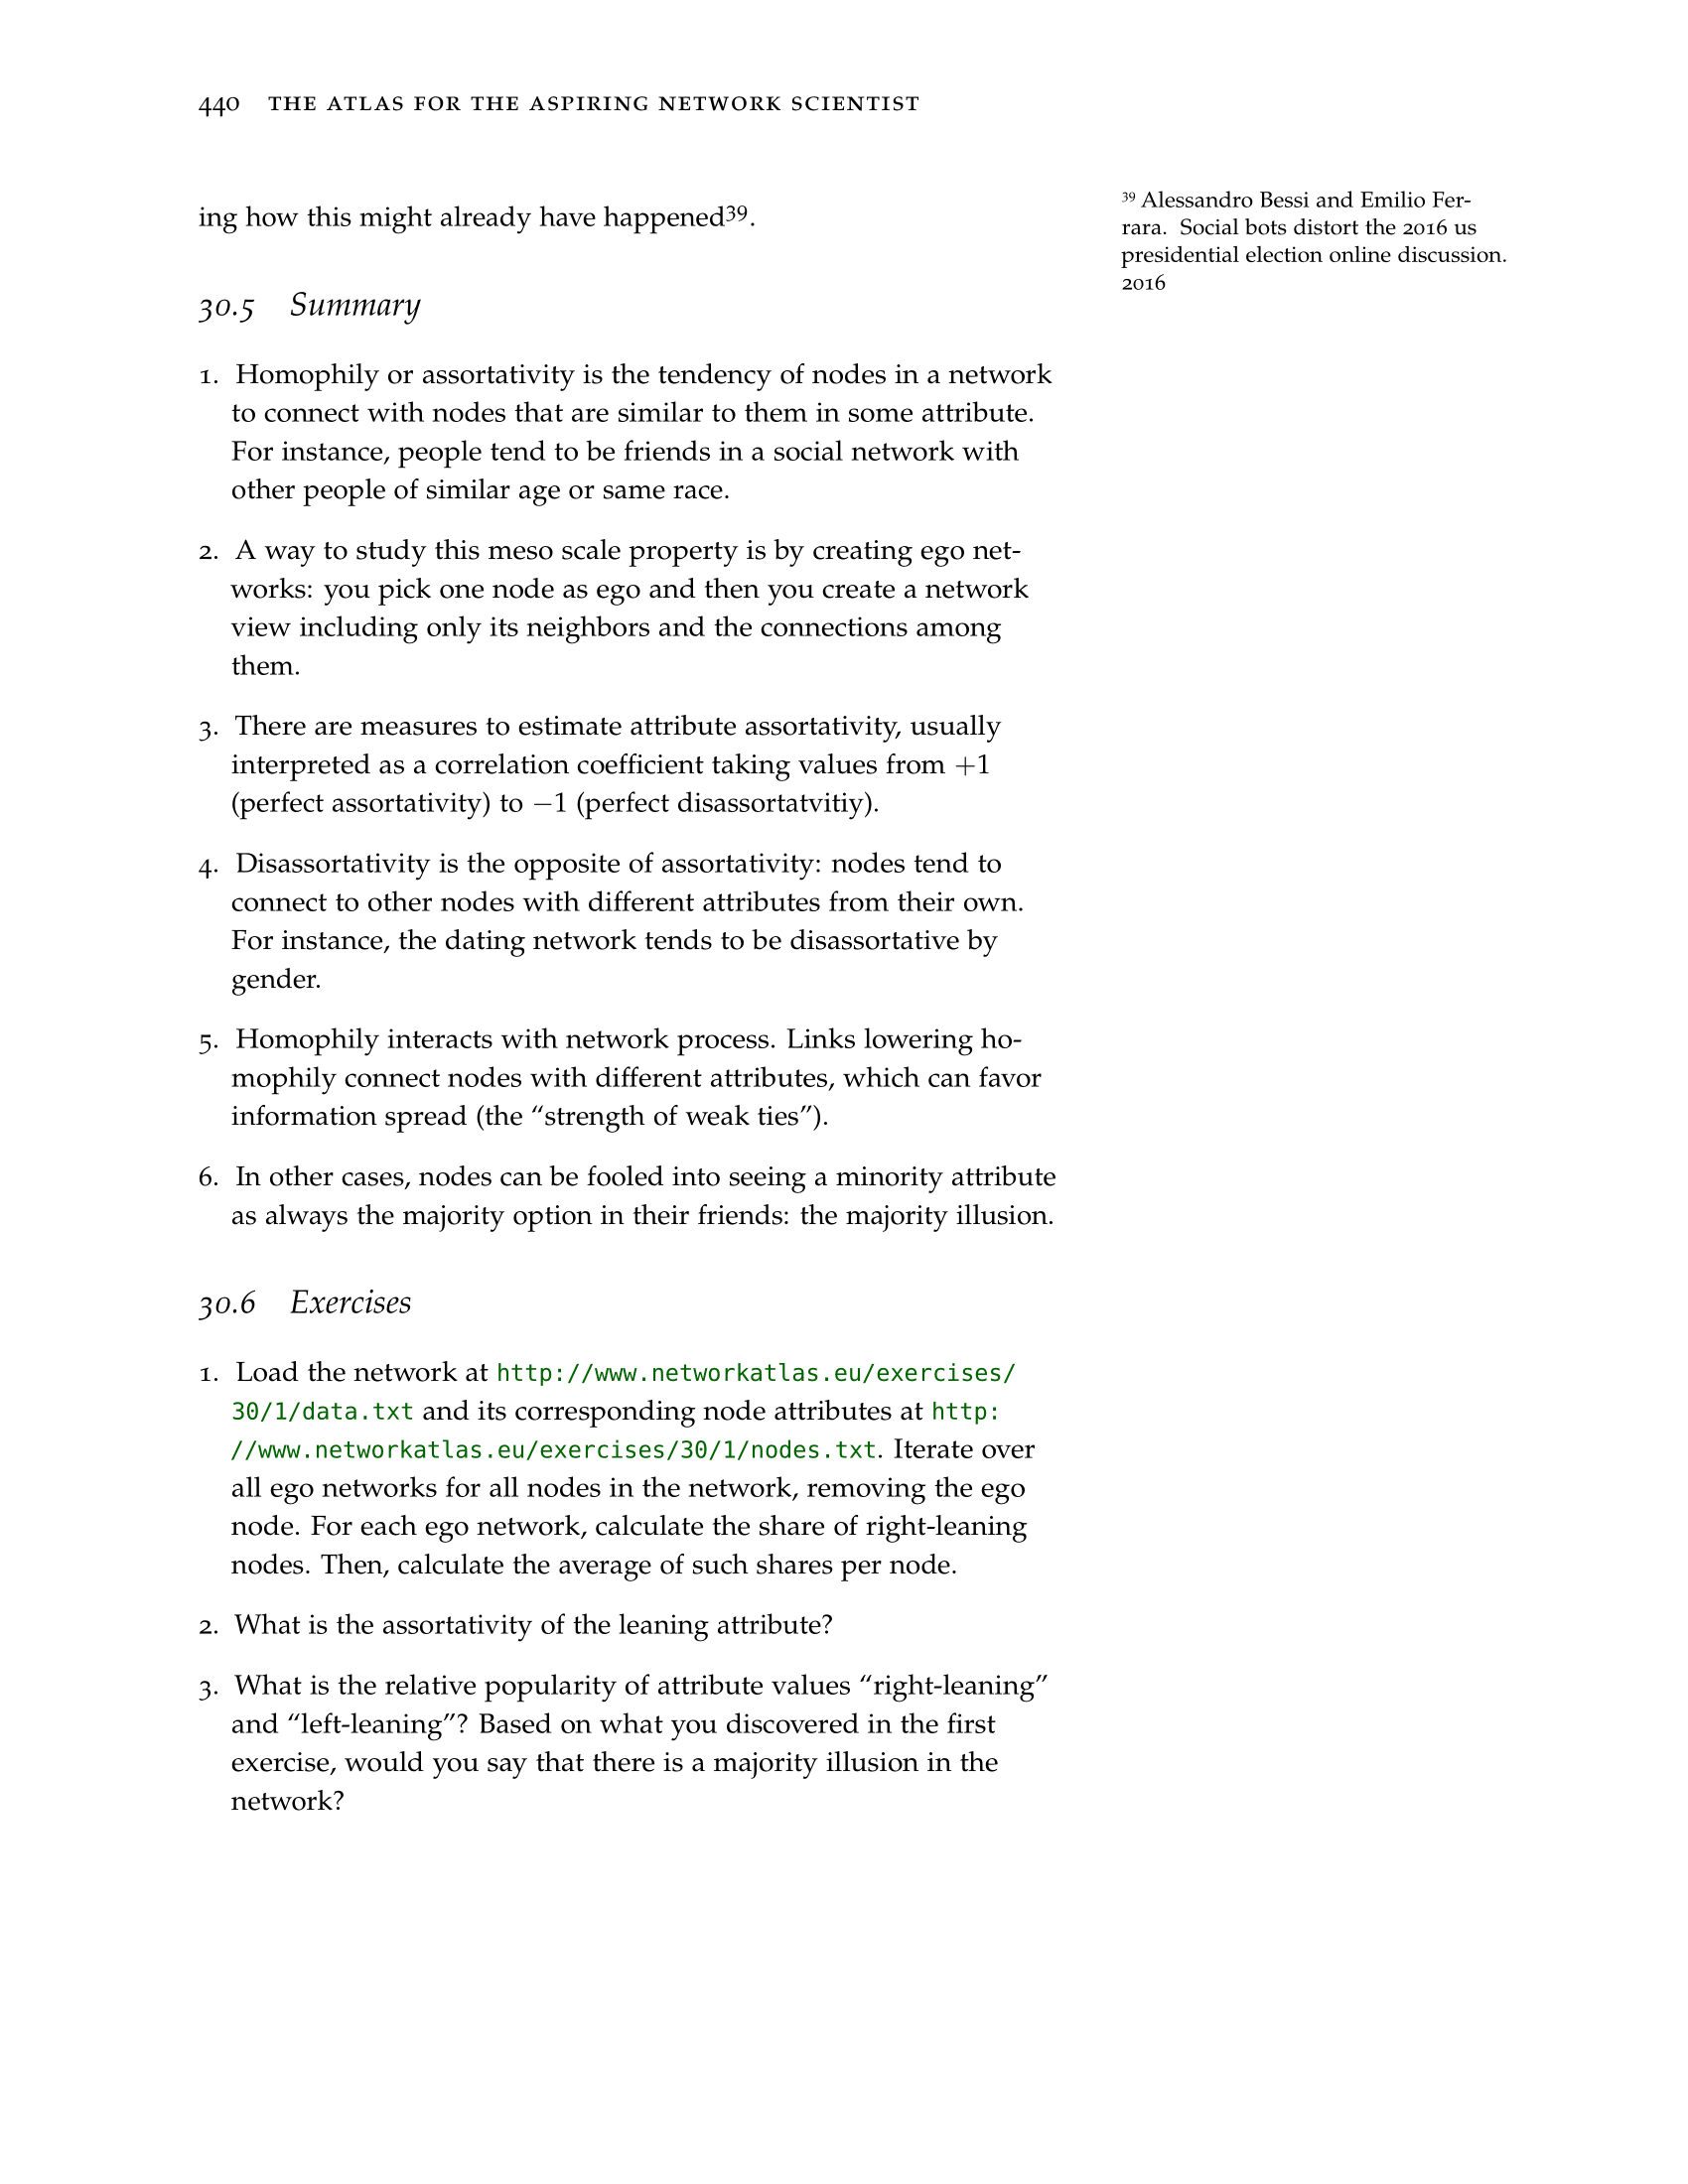 440 THE ATLAS FOR THE ASPIRING NETWORK SCIENTIST
ing how this might already have happened39.
39 Alessandro Bessi and Emilio Fer-
rara. Social bots distort the 2016 us
presidential election online discussion.
2016
30.5 Summary
1. Homophily or assortativity is the tendency of nodes in a network
to connect with nodes that are similar to them in some attribute.
For instance, people tend to be friends in a social network with
other people of similar age or same race.
2. A way to study this meso scale property is by creating ego net-
works: you pick one node as ego and then you create a network
view including only its neighbors and the connections among
them.
3. There are measures to estimate attribute assortativity, usually
interpreted as a correlation coefficient taking values from +1
(perfect assortativity) to −1 (perfect disassortatvitiy).
4. Disassortativity is the opposite of assortativity: nodes tend to
connect to other nodes with different attributes from their own.
For instance, the dating network tends to be disassortative by
gender.
5. Homophily interacts with network process. Links lowering ho-
mophily connect nodes with different attributes, which can favor
information spread (the “strength of weak ties”).
6. In other cases, nodes can be fooled into seeing a minority attribute
as always the majority option in their friends: the majority illusion.
30.6 Exercises
1. Load the network at http://www.networkatlas.eu/exercises/
30/1/data.txt and its corresponding node attributes at http:
//www.networkatlas.eu/exercises/30/1/nodes.txt. Iterate over
all ego networks for all nodes in the network, removing the ego
node. For each ego network, calculate the share of right-leaning
nodes. Then, calculate the average of such shares per node.
2. What is the assortativity of the leaning attribute?
3. What is the relative popularity of attribute values “right-leaning”
and “left-leaning”? Based on what you discovered in the first
exercise, would you say that there is a majority illusion in the
network?